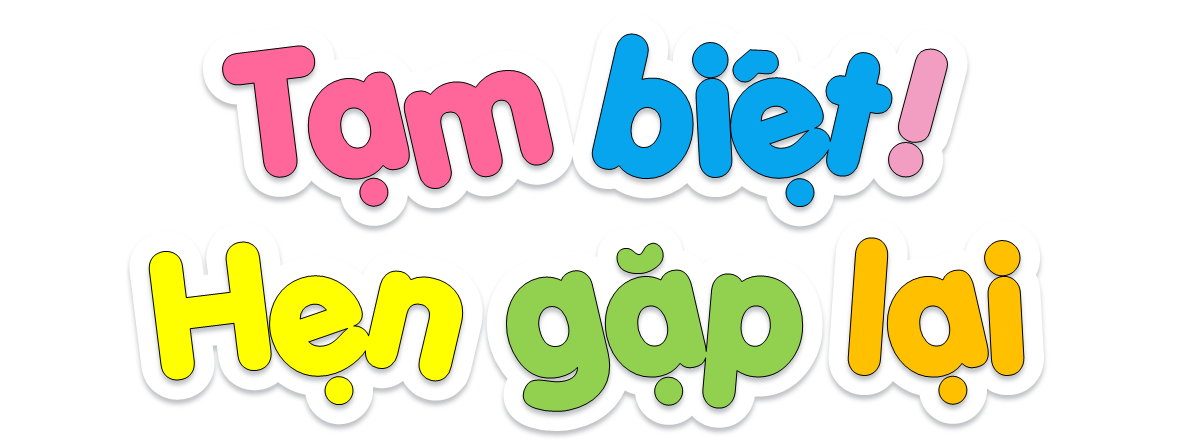 Tạm biệt!
Hẹn gặp lại